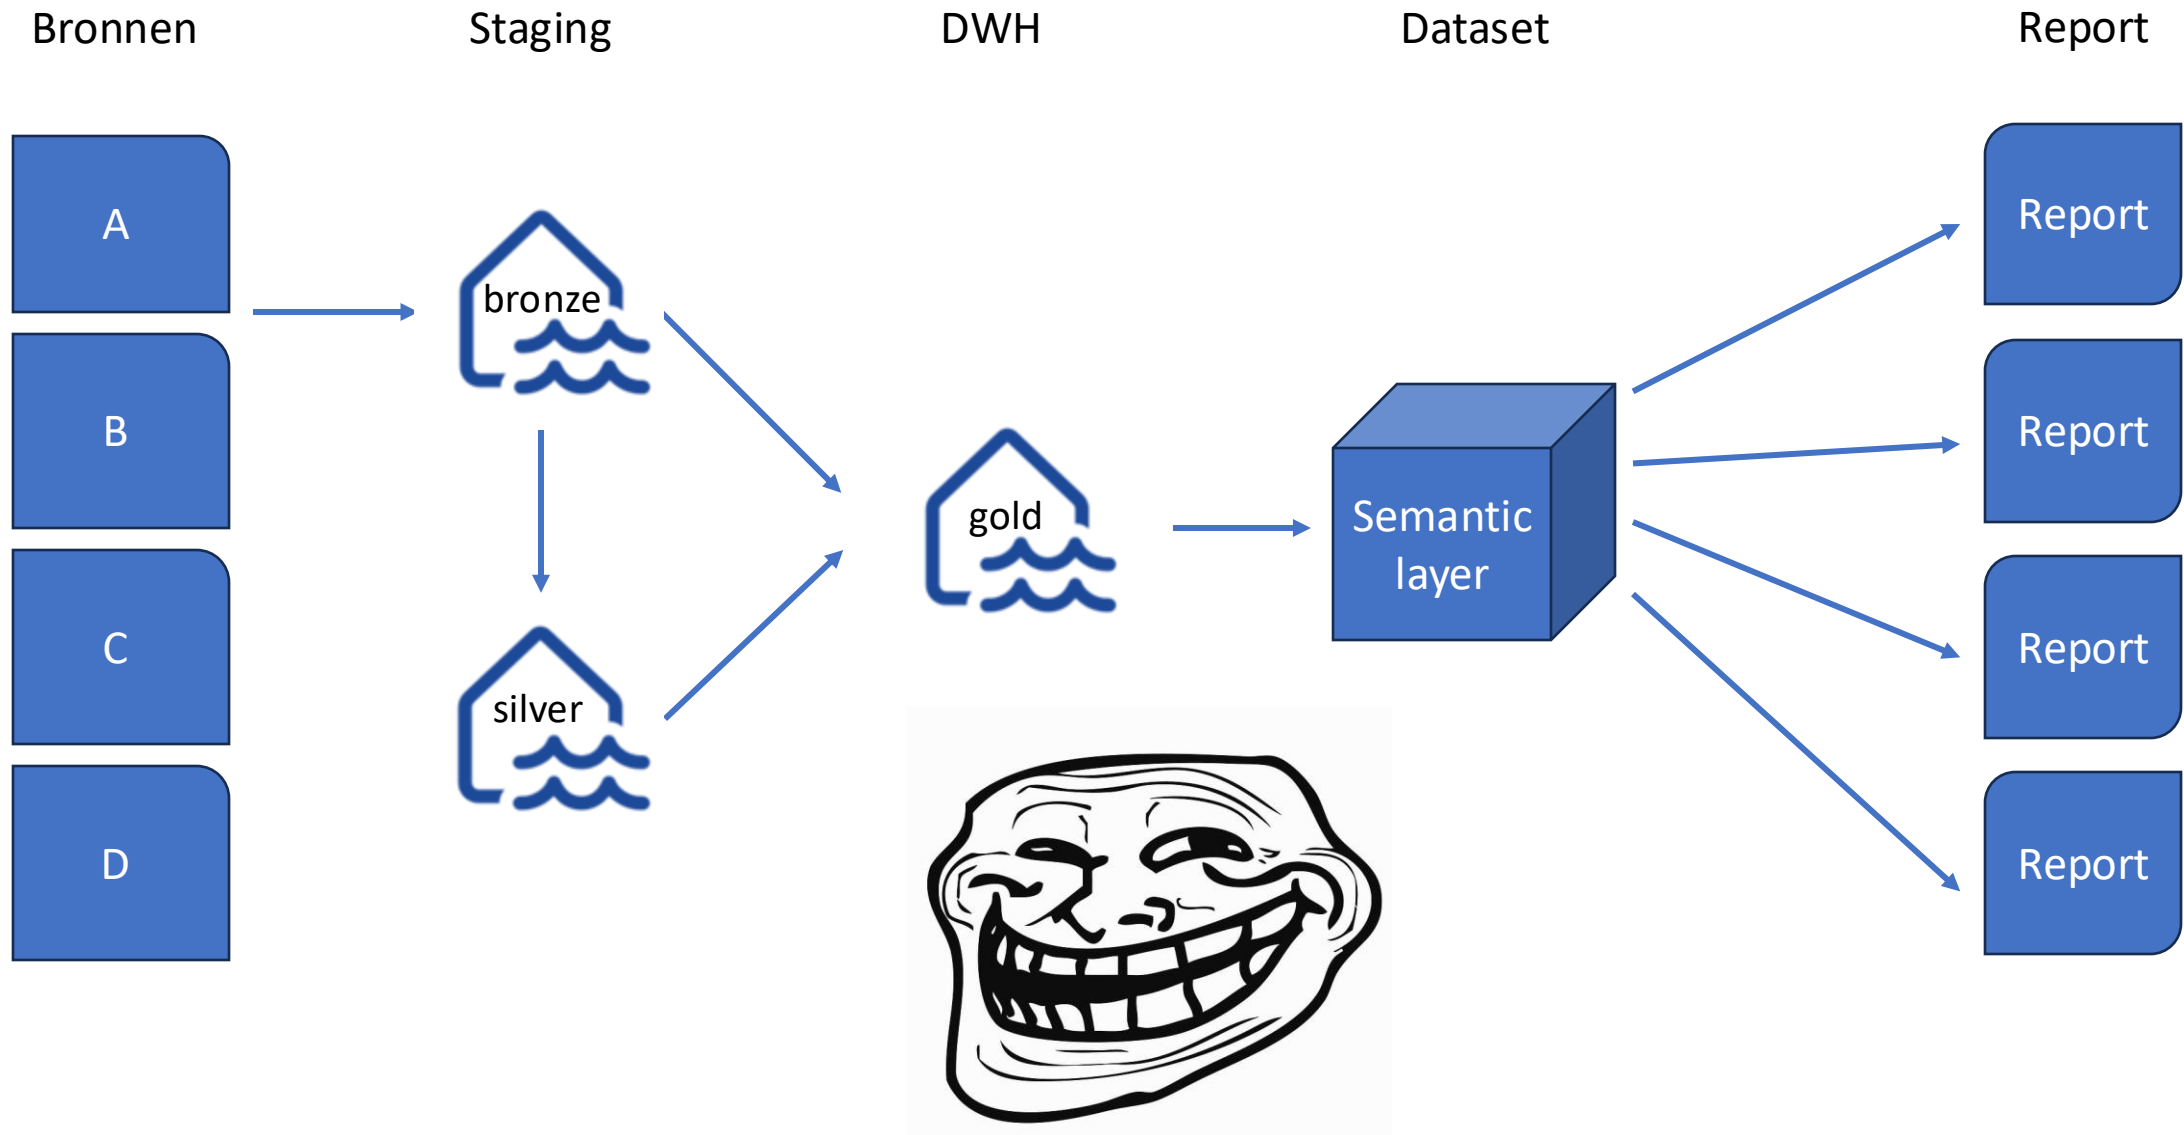 Bronnen
Staging
DWH
Dataset
Report
A
B
C
D
bronze
silver
gold
Semantic
layer
Report
Report
Report
Report